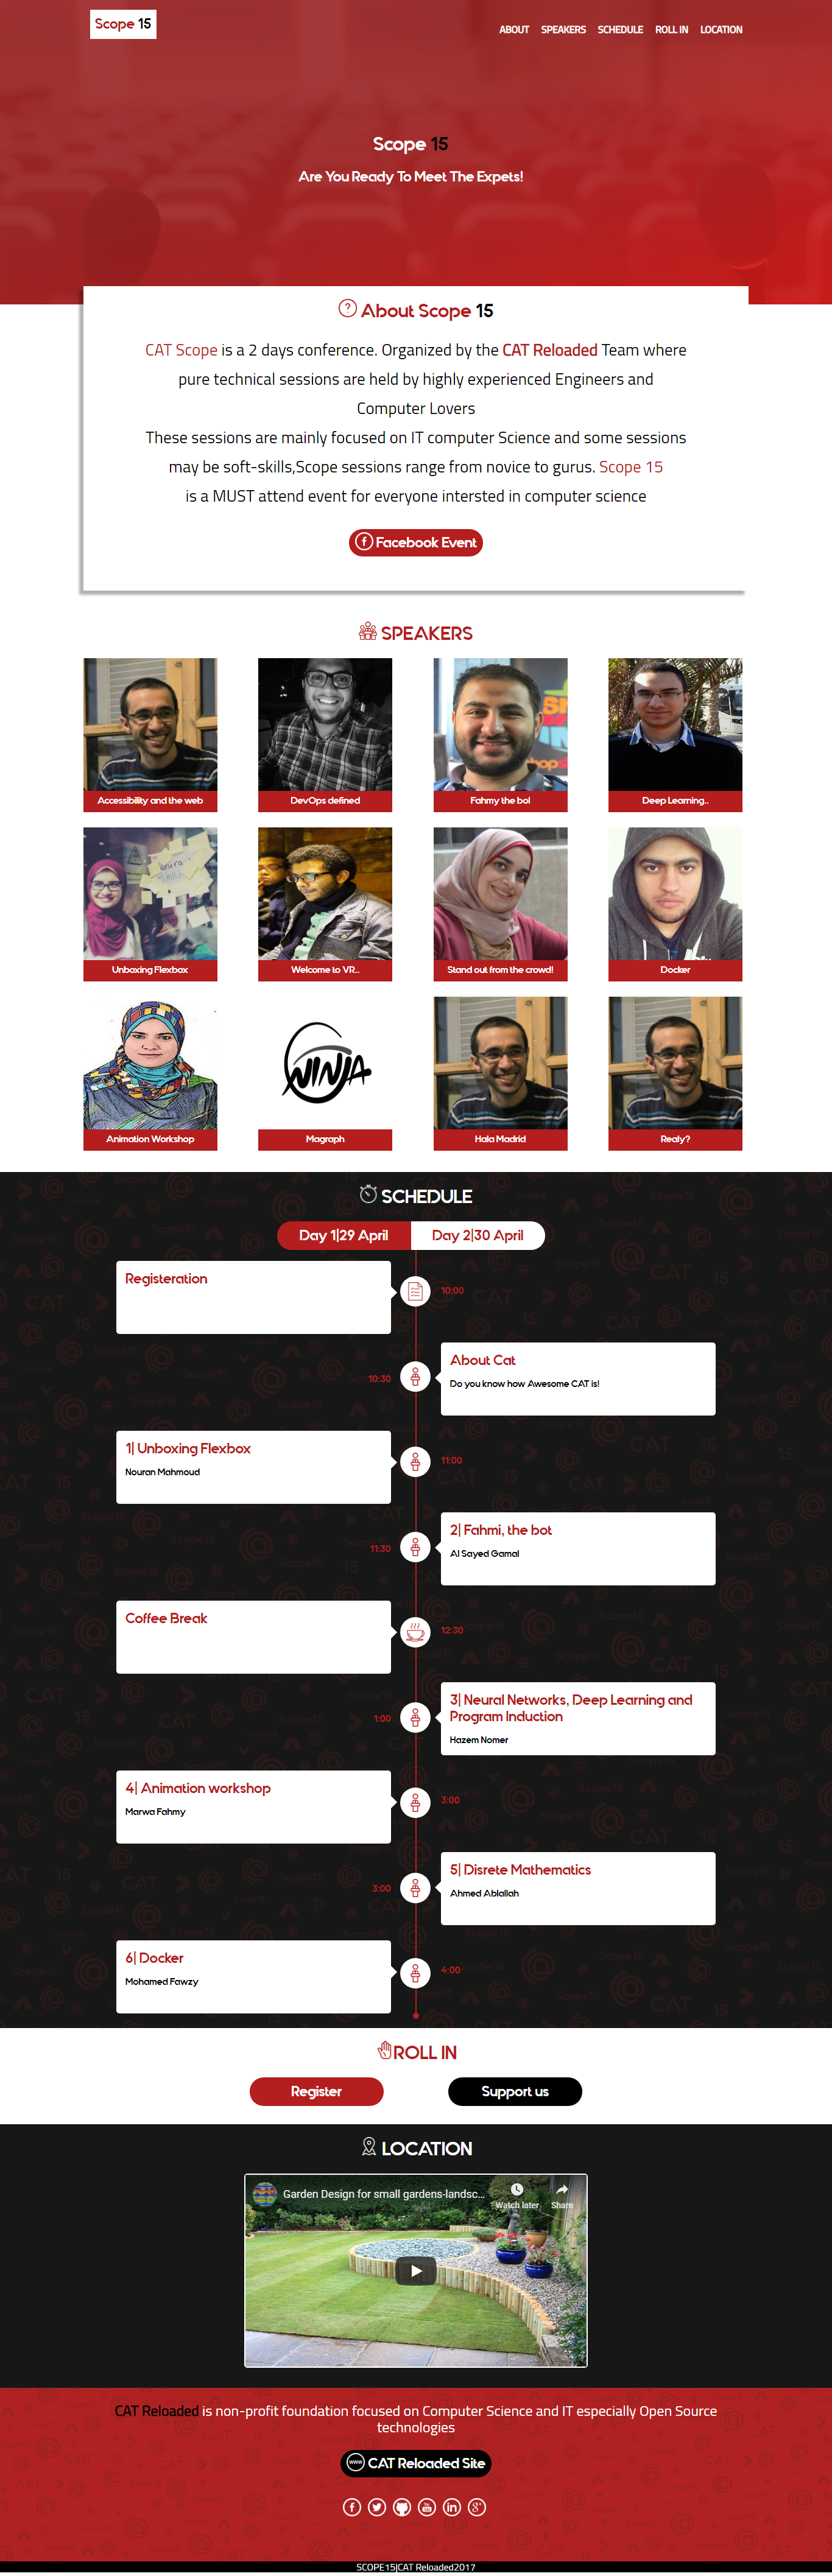 Scope 15
ABOUT SPEAKERS SCHEDULE ROLL IN LOCATION
Scope 15
Are You Ready To Meet The Expets!
About Scope 15
CAT Scope is a 2 days conference. Organized by the CAT Reloaded Team where
pure technical sessions are held by highly experienced Engineers and
Computer Lovers
These sessions are mainly focused on IT computer Science and some sessions
may be soft-skills,Scope sessions range from novice to gurus. Scope 15
is a MUST attend event for everyone intersted in computer science
Facebook Event
SPEAKERS
Accessibility and the web
DevOps defined
Fahmy the bol
Deep Learning..
Unboxing Flexbox
Welcome to VR..
Stand out from the crowd!
Docker
NINJA
Animation Workshop
Magraph
Hala Madrid
Realy?
SCHEDULE
Day 1|29 April
Day 2|30 April
Registeration
10:00
About Cat
Do you know how Awesome CAT is!
10:30
1| Unboxing Flexbox
Nouran Mahmoud
11:00
2| Fahmi, the bot
Al Sayed Gamal
11:30
Coffee Break
12:30
3| Neural Networks, Deep Learning and
Program Induction
Hazem Nomer
1:00
4| Animation workshop
Marwa Fahmy
3:00
5| Disrete Mathematics
Ahmed Ablallah
3:00
6| Docker
Mohamed Fawzy
4:00
ROLL IN
Register
Support us
LOCATION
Garden Design for small gardens-landsc...
Watch later
Share
CAT Reloaded is non-profit foundation focused on Computer Science and IT especially Open Source
technologies
www CAT Reloaded Site
SCOPE15|CAT Reloaded2017